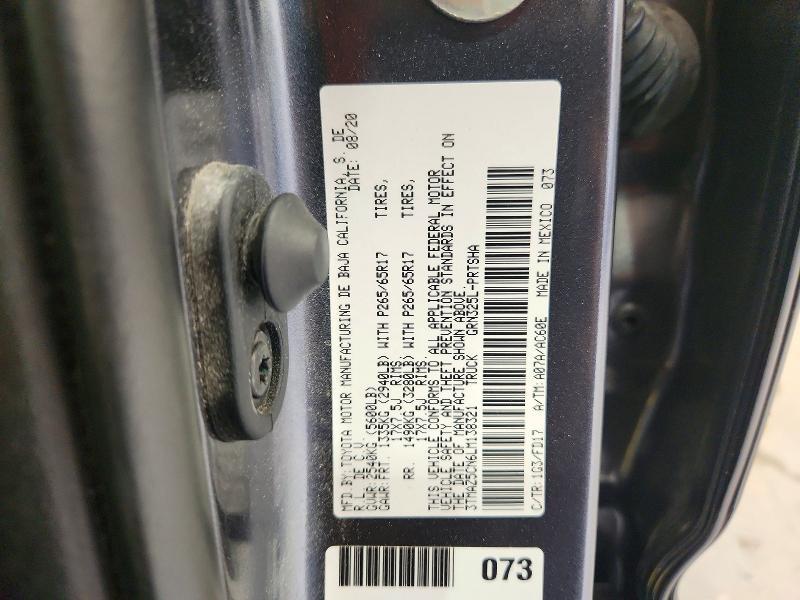 MFD BY:TOYOTA MOTOR MANUFACTURING DE BAJA CALIFORNIA, S. DE
R.L. DE C.V. DATE: 08/20
GVWR:2540KG (5600LB)
GAWR:FRT. 1335KG (2940LB) WITH P265/65R17 TIRES,
17X7.5J RIMS,
RR. 1490KG (3280LB) WITH P265/65R17 TIRES,
17X7.5J RIMS,
THIS VEHICLE CONFORMS TO ALL APPLICABLE FEDERAL MOTOR
VEHICLE SAFETY AND THEFT PREVENTION STANDARDS IN EFFECT ON
THE DATE OF MANUFACTURE SHOWN ABOVE.
3TMAZ5CN6LM138321 TRUCK GRN325L-PRTSHA
C/TR:1G3/FD17 A/TM:A07A/AC60E MADE IN MEXICO 073
073